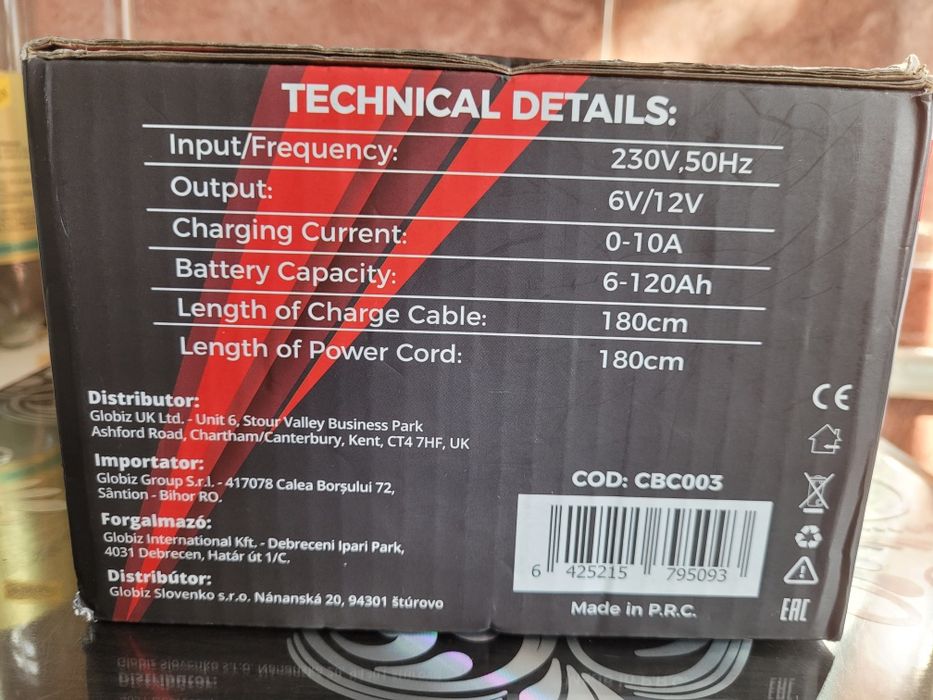 TECHNICAL DETAILS:
Input/Frequency: 230V,50Hz
Output: 6V/12V
Charging Current: 0-10A
Battery Capacity: 6-120Ah
Length of Charge Cable: 180cm
Length of Power Cord: 180cm
Distributor:
Globiz UK Ltd. - Unit 6, Stour Valley Business Park
Ashford Road, Chartham/Canterbury, Kent, CT4 7HF, UK
Importator:
Globiz Group S.r.l. - 417078 Calea Borșului 72,
Sântion - Bihor RO.
Forgalmazó:
Globiz International Kft. - Debreceni Ipari Park,
4031 Debrecen, Határ út 1/C.
Distribútor:
Globiz Slovenko s.r.o. Nánanská 20, 94301 štúrovo
COD: CBC003
6 425215 795093
Made in P.R.C.
CE
EAC